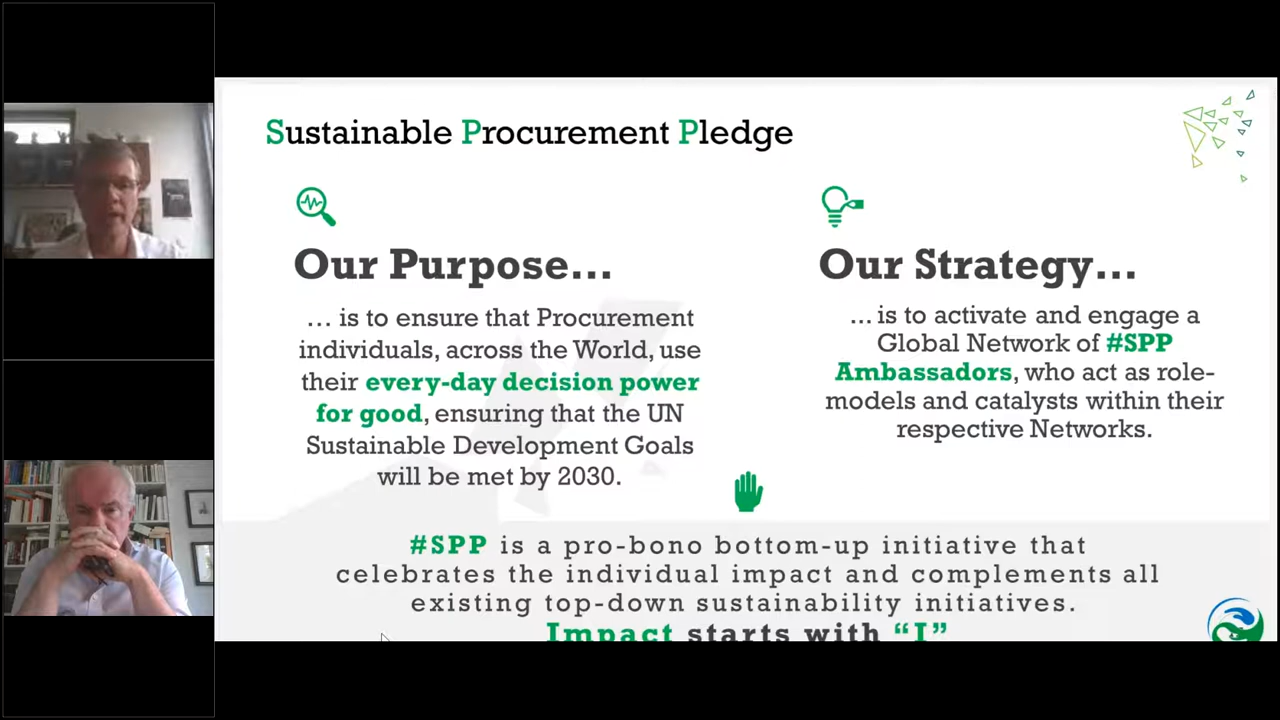 Sustainable Procurement Pledge
Our Purpose...
... is to ensure that Procurement
individuals, across the World, use
their every-day decision power
for good, ensuring that the UN
Sustainable Development Goals
will be met by 2030.
Our Strategy...
... is to activate and engage a
Global Network of #SPP
Ambassadors, who act as role-
models and catalysts within their
respective Networks.
#SPP is a pro-bono bottom-up initiative that
celebrates the individual impact and complements all
existing top-down sustainability initiatives.
Impact starts with “I”